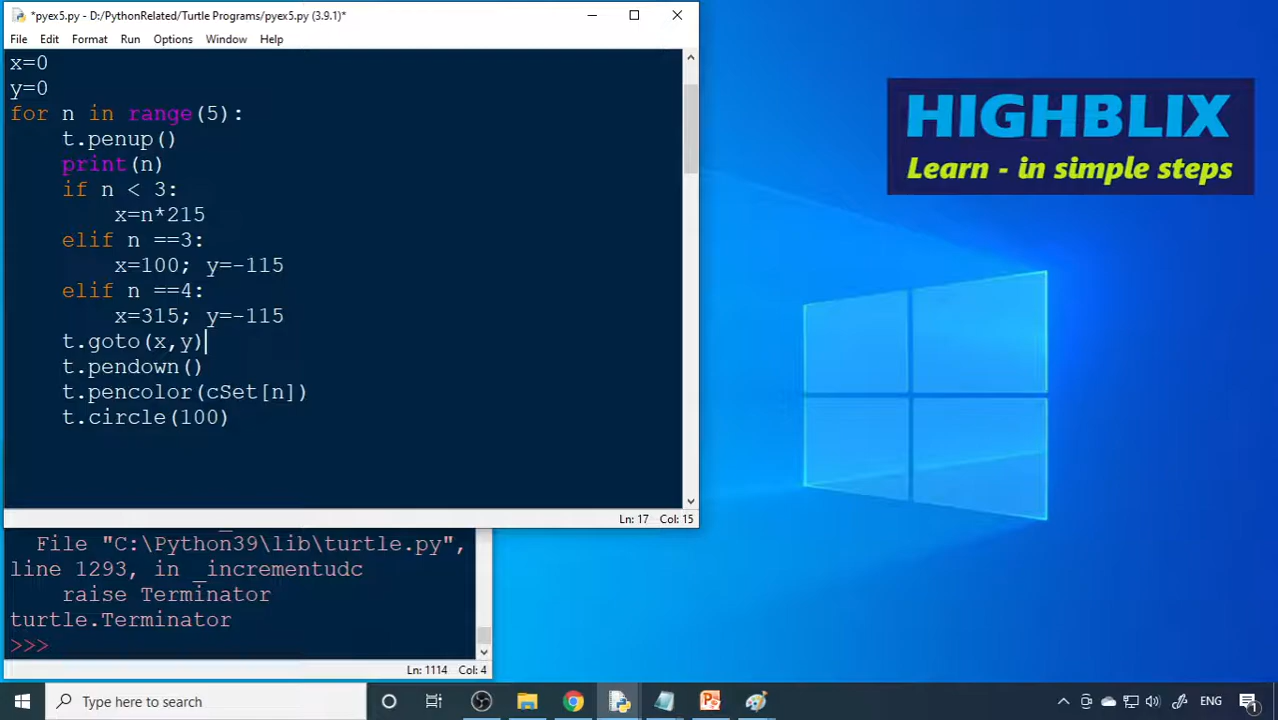 *pyex5.py - D:/PythonRelated/Turtle Programs/pyex5.py (3.9.1)*
File Edit Format Run Options Window Help
x=0
y=0
for n in range(5):
    t.penup()
    print(n)
    if n < 3:
        x=n*215
    elif n ==3:
        x=100; y=-115
    elif n ==4:
        x=315; y=-115
    t.goto(x,y)
    t.pendown()
    t.pencolor(cSet[n])
    t.circle(100)
Ln: 17 Col: 15
HIGHBLIX
Learn - in simple steps
File "C:\Python39\lib\turtle.py",
line 1293, in _incrementudc
    raise Terminator
turtle.Terminator
>>>
Ln: 1114 Col: 4
Type here to search
ENG
1